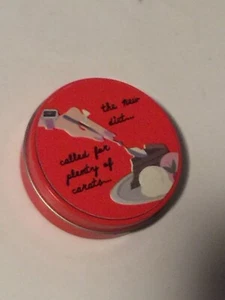 the new
diet...
called for
plenty of
carats...